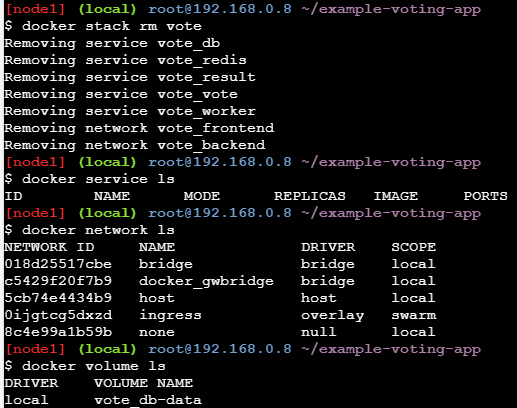 [node1] (local) root@192.168.0.8 ~/example-voting-app
$ docker stack rm vote
Removing service vote_db
Removing service vote_redis
Removing service vote_result
Removing service vote_vote
Removing service vote_worker
Removing network vote_frontend
Removing network vote_backend
[node1] (local) root@192.168.0.8 ~/example-voting-app
$ docker service ls
ID NAME MODE REPLICAS IMAGE PORTS
[node1] (local) root@192.168.0.8 ~/example-voting-app
$ docker network ls
NETWORK ID NAME DRIVER SCOPE
018d25517cbe bridge bridge local
c5429f20f7b9 docker_gwbridge bridge local
5cb74e4434b9 host host local
0ijgtcg5dxzd ingress overlay swarm
8c4e99a1b59b none null local
[node1] (local) root@192.168.0.8 ~/example-voting-app
$ docker volume ls
DRIVER VOLUME NAME
local vote_db-data